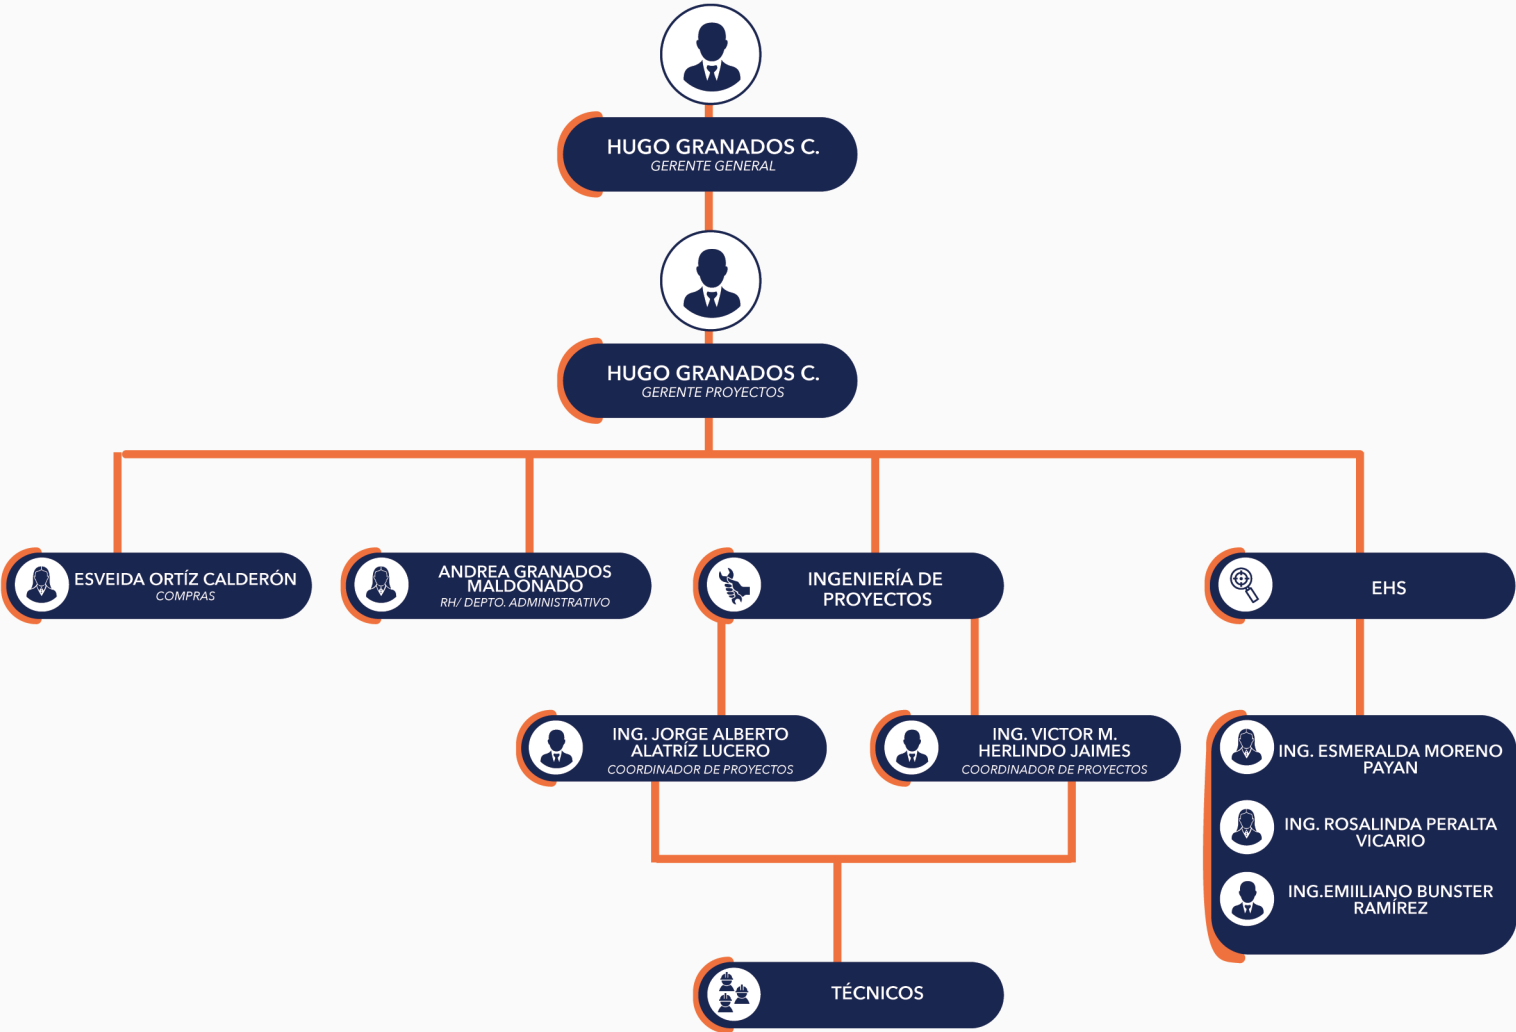 HUGO GRANADOS C.
GERENTE GENERAL
HUGO GRANADOS C.
GERENTE PROYECTOS
ESVEIDA ORTÍZ CALDERÓN
COMPRAS
ANDREA GRANADOS
MALDONADO
RH/ DEPTO. ADMINISTRATIVO
INGENIERÍA DE
PROYECTOS
EHS
ING. JORGE ALBERTO
ALATRÍZ LUCERO
COORDINADOR DE PROYECTOS
ING. VICTOR M.
HERLINDO JAIMES
COORDINADOR DE PROYECTOS
ING. ESMERALDA MORENO
PAYAN
ING. ROSALINDA PERALTA
VICARIO
ING.EMIILIANO BUNSTER
RAMÍREZ
TÉCNICOS